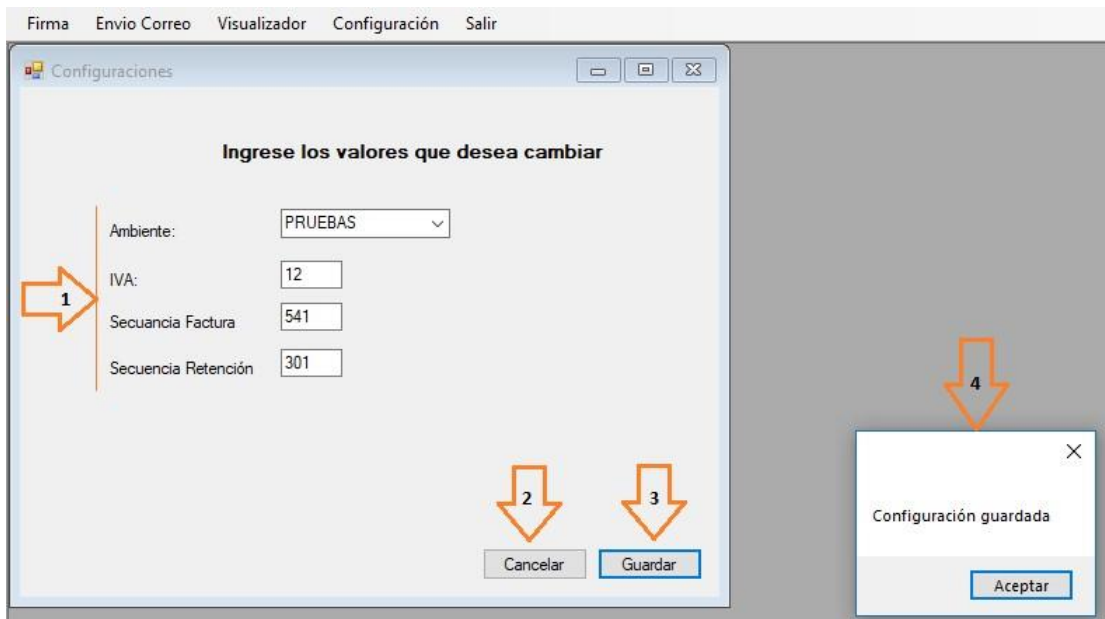 Firma Envio Correo Visualizador Configuración Salir
Configuraciones
Ingrese los valores que desea cambiar
Ambiente: PRUEBAS
IVA: 12
1
Secuancia Factura 541
Secuencia Retención 301
2
3
Cancelar Guardar
4
Configuración guardada
Aceptar